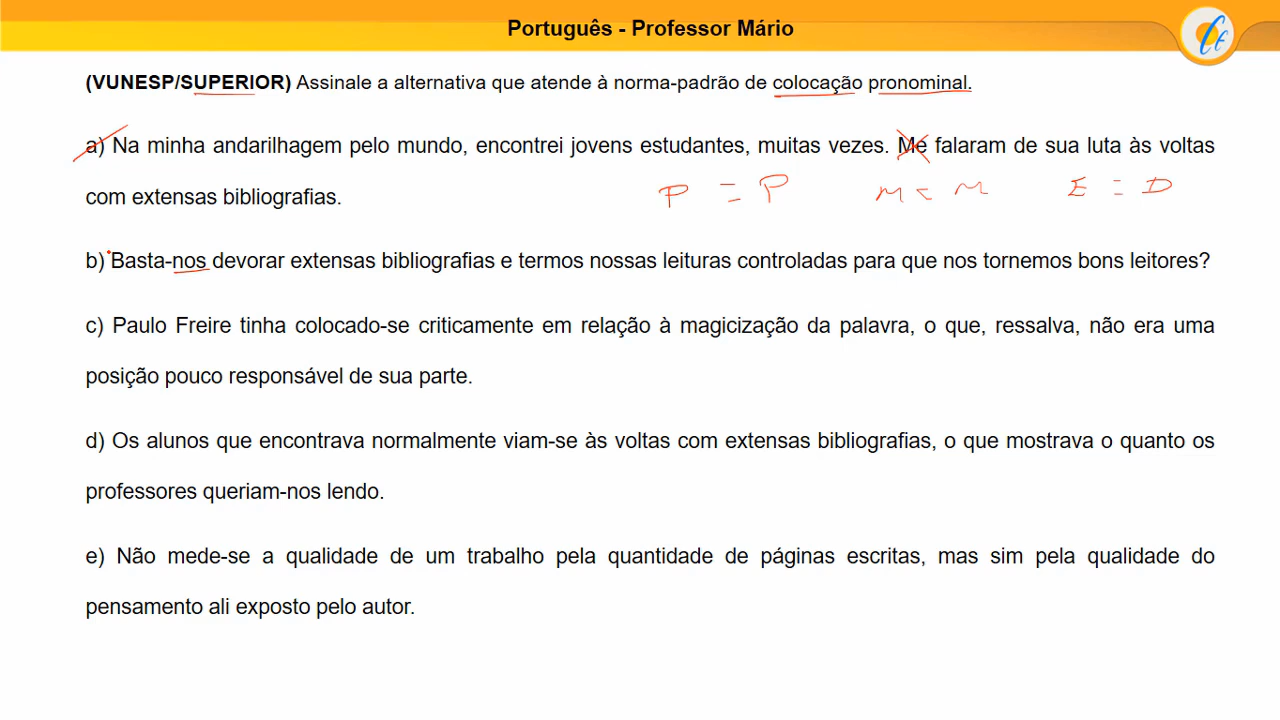 Português - Professor Mário
(VUNESP/SUPERIOR) Assinale a alternativa que atende à norma-padrão de colocação pronominal.
a) Na minha andarilhagem pelo mundo, encontrei jovens estudantes, muitas vezes. Me falaram de sua luta às voltas
com extensas bibliografias.
P = P M < M E = D
b) Basta-nos devorar extensas bibliografias e termos nossas leituras controladas para que nos tornemos bons leitores?
c) Paulo Freire tinha colocado-se criticamente em relação à magicização da palavra, o que, ressalva, não era uma
posição pouco responsável de sua parte.
d) Os alunos que encontrava normalmente viam-se às voltas com extensas bibliografias, o que mostrava o quanto os
professores queriam-nos lendo.
e) Não mede-se a qualidade de um trabalho pela quantidade de páginas escritas, mas sim pela qualidade do
pensamento ali exposto pelo autor.